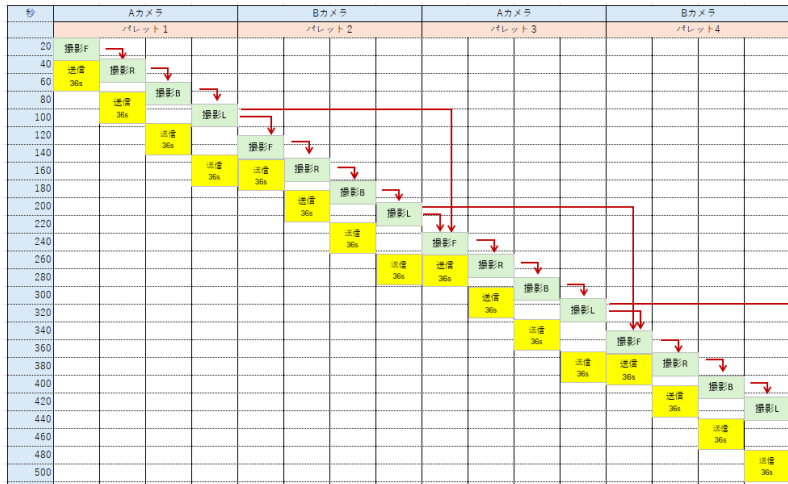 秒 Aカメラ Bカメラ Aカメラ Bカメラ
パレット1 パレット2 パレット3 パレット4
20 撮影F
40 送信 36s 撮影R
60 撮影B
80 送信 36s 撮影L
100
120 送信 36s 撮影F
140 送信 36s 撮影R
160 送信 36s
180 送信 36s 撮影B
200 撮影L
220 送信 36s
240 撮影F
260 送信 36s 送信 36s 撮影R
280 撮影B
300 送信 36s 撮影L
320
340 送信 36s 撮影F
360 送信 36s 撮影R
380 送信 36s
400 送信 36s 撮影B
420 撮影L
440 送信 36s
460
480 送信 36s
500